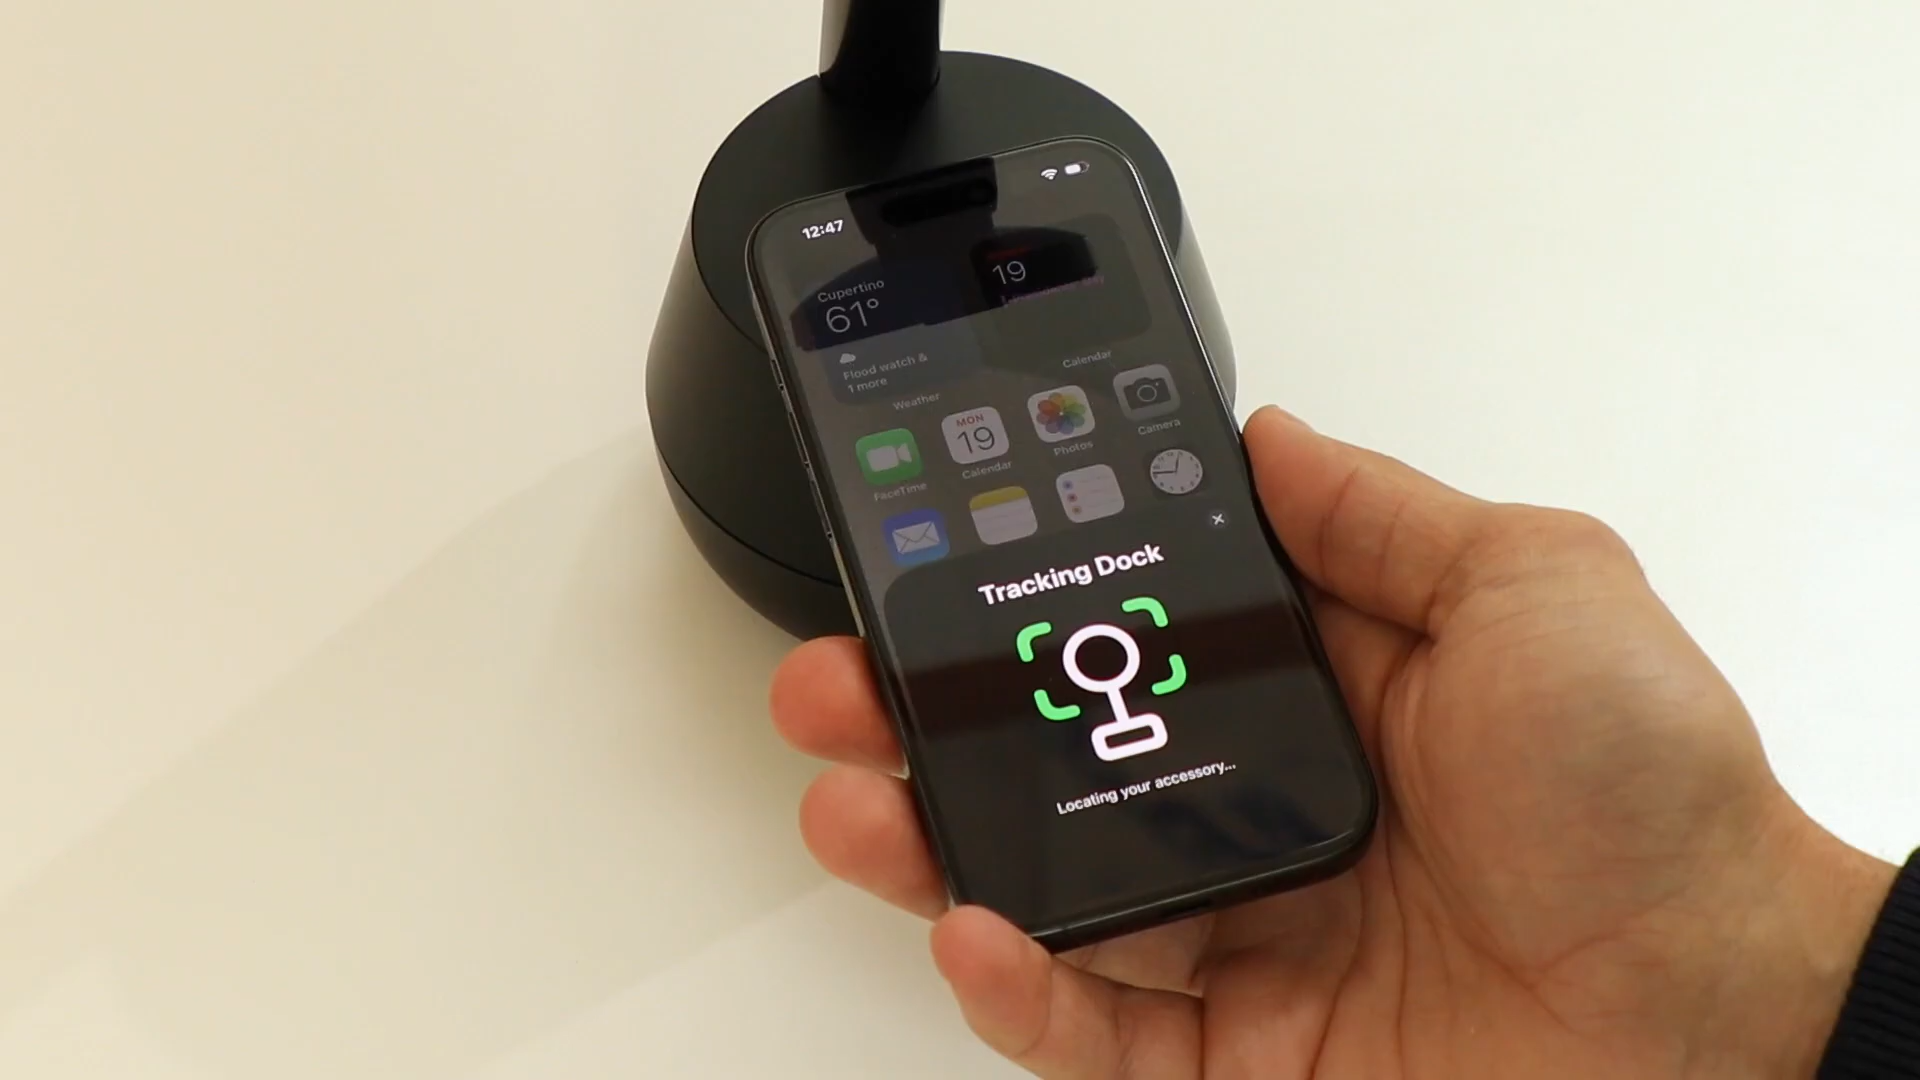 12:47
Cupertino
61°
Flood watch &
1 more
Weather
19
Calendar
FaceTime
MON
19
Calendar
Photos
Camera
Tracking Dock
Locating your accessory...